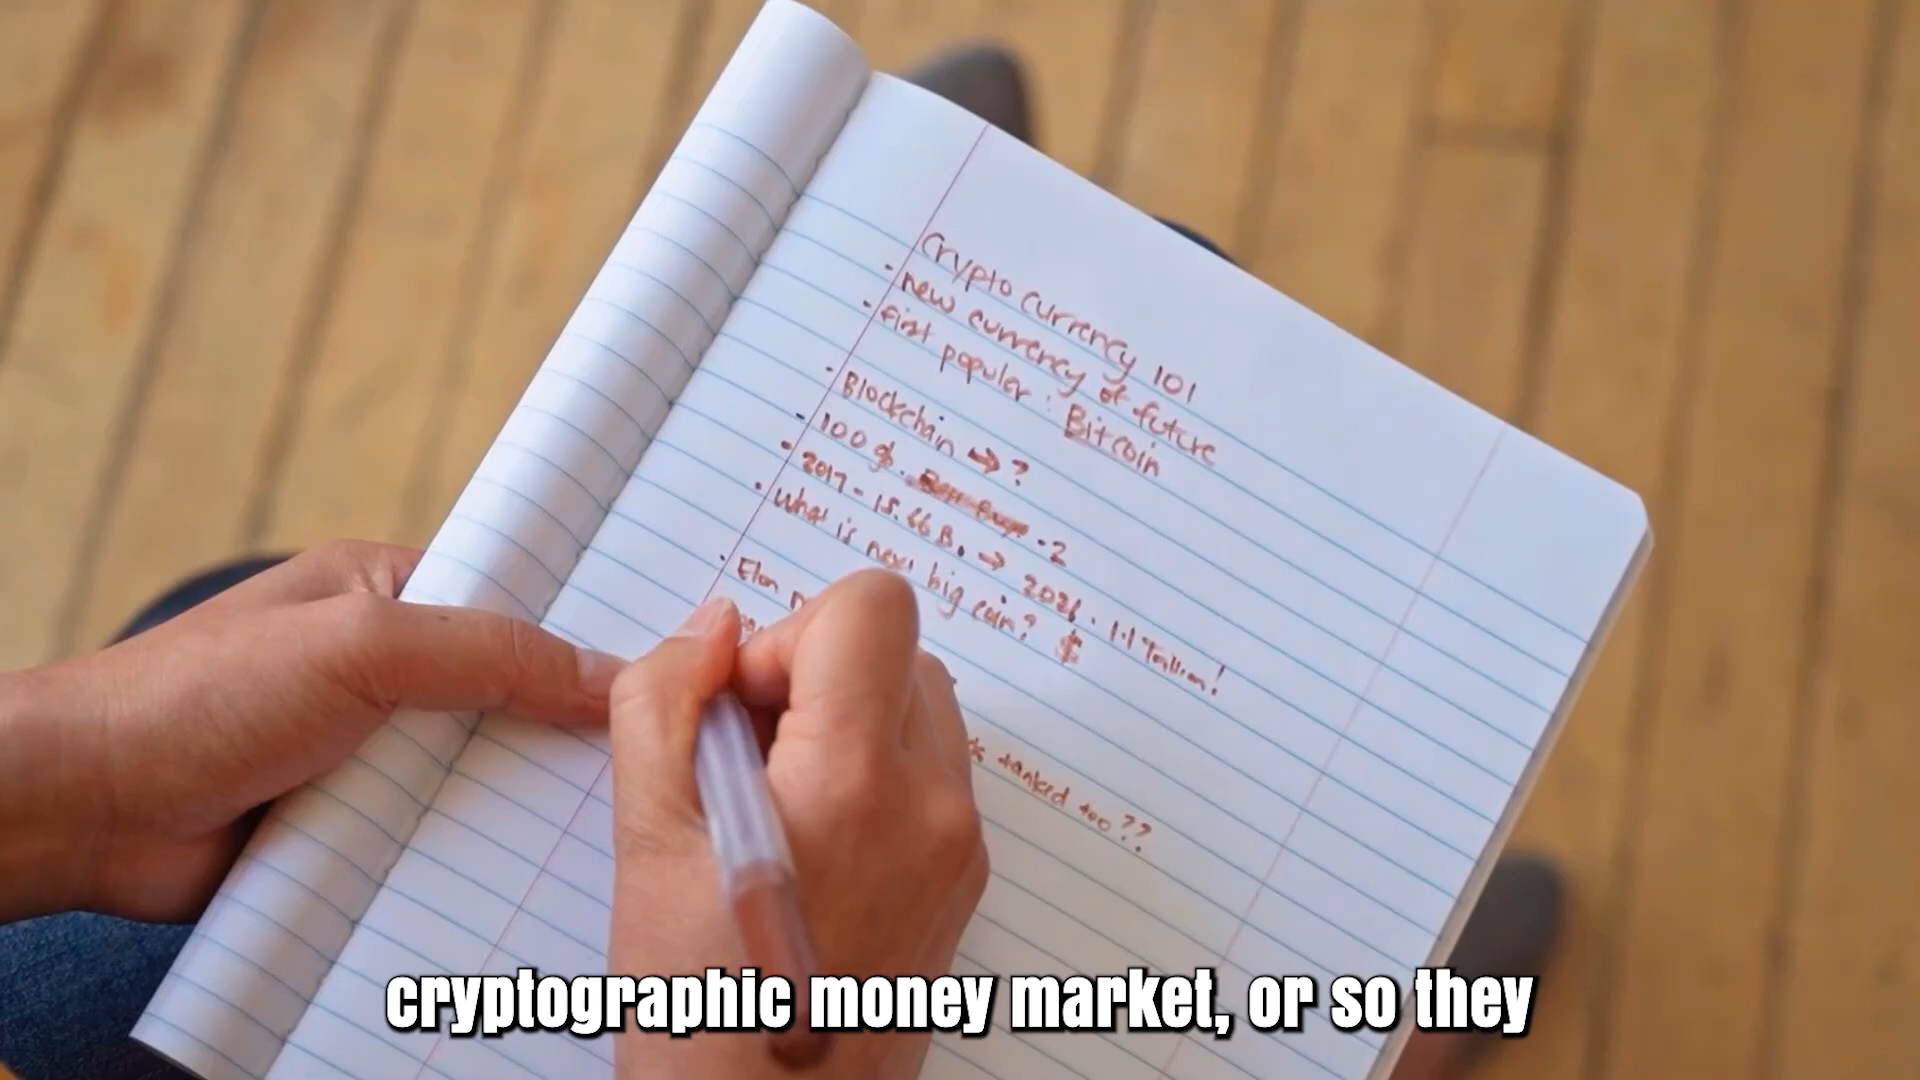 Crypto currency 101
- new currency of future
- first popular : Bitcoin
- Blockchain → ?
- 100 $. - 2
- 2017 - 15.66 B. → 2021 . 1.1 Trillion!
- What is next big coin? $
- Elon
tanked too ??
cryptographic money market, or so they